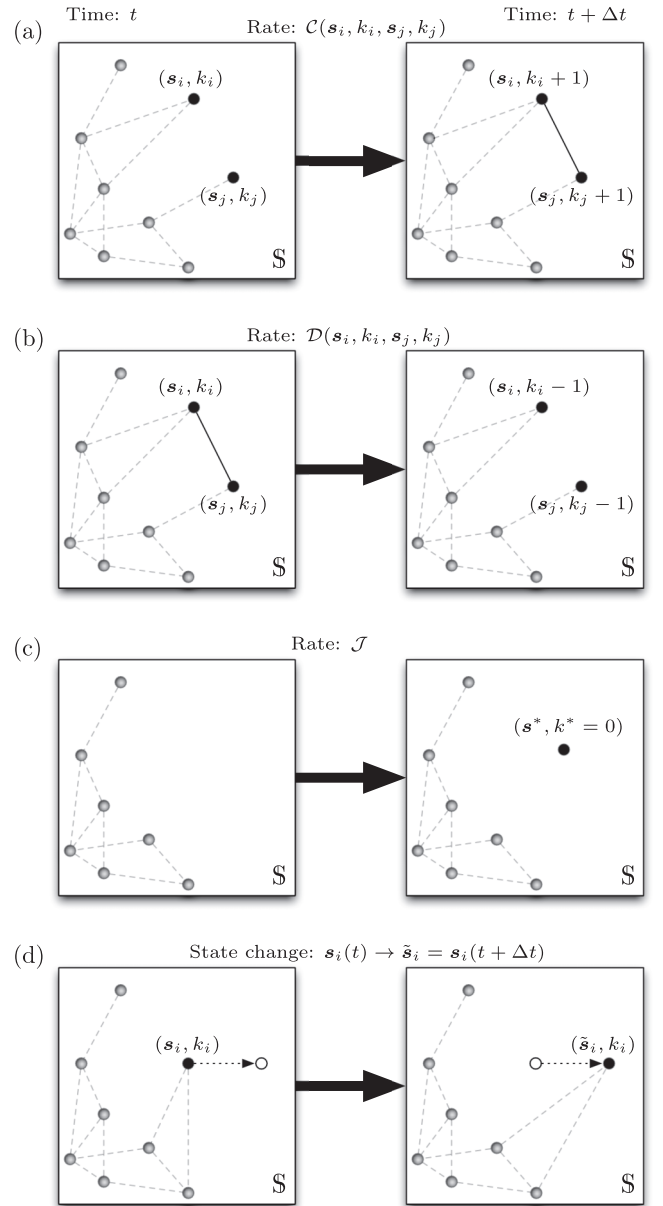 (a) Time: t Time: t + Δt
Rate: 𝒞(s_i, k_i, s_j, k_j)
(s_i, k_i) (s_i, k_i + 1)
(s_j, k_j) (s_j, k_j + 1)
𝕊 𝕊
(b) Rate: 𝒟(s_i, k_i, s_j, k_j)
(s_i, k_i) (s_i, k_i − 1)
(s_j, k_j) (s_j, k_j − 1)
𝕊 𝕊
(c) Rate: 𝒥
(s*, k* = 0)
𝕊 𝕊
(d) State change: s_i(t) → s̃_i = s_i(t + Δt)
(s_i, k_i) (s̃_i, k_i)
𝕊 𝕊